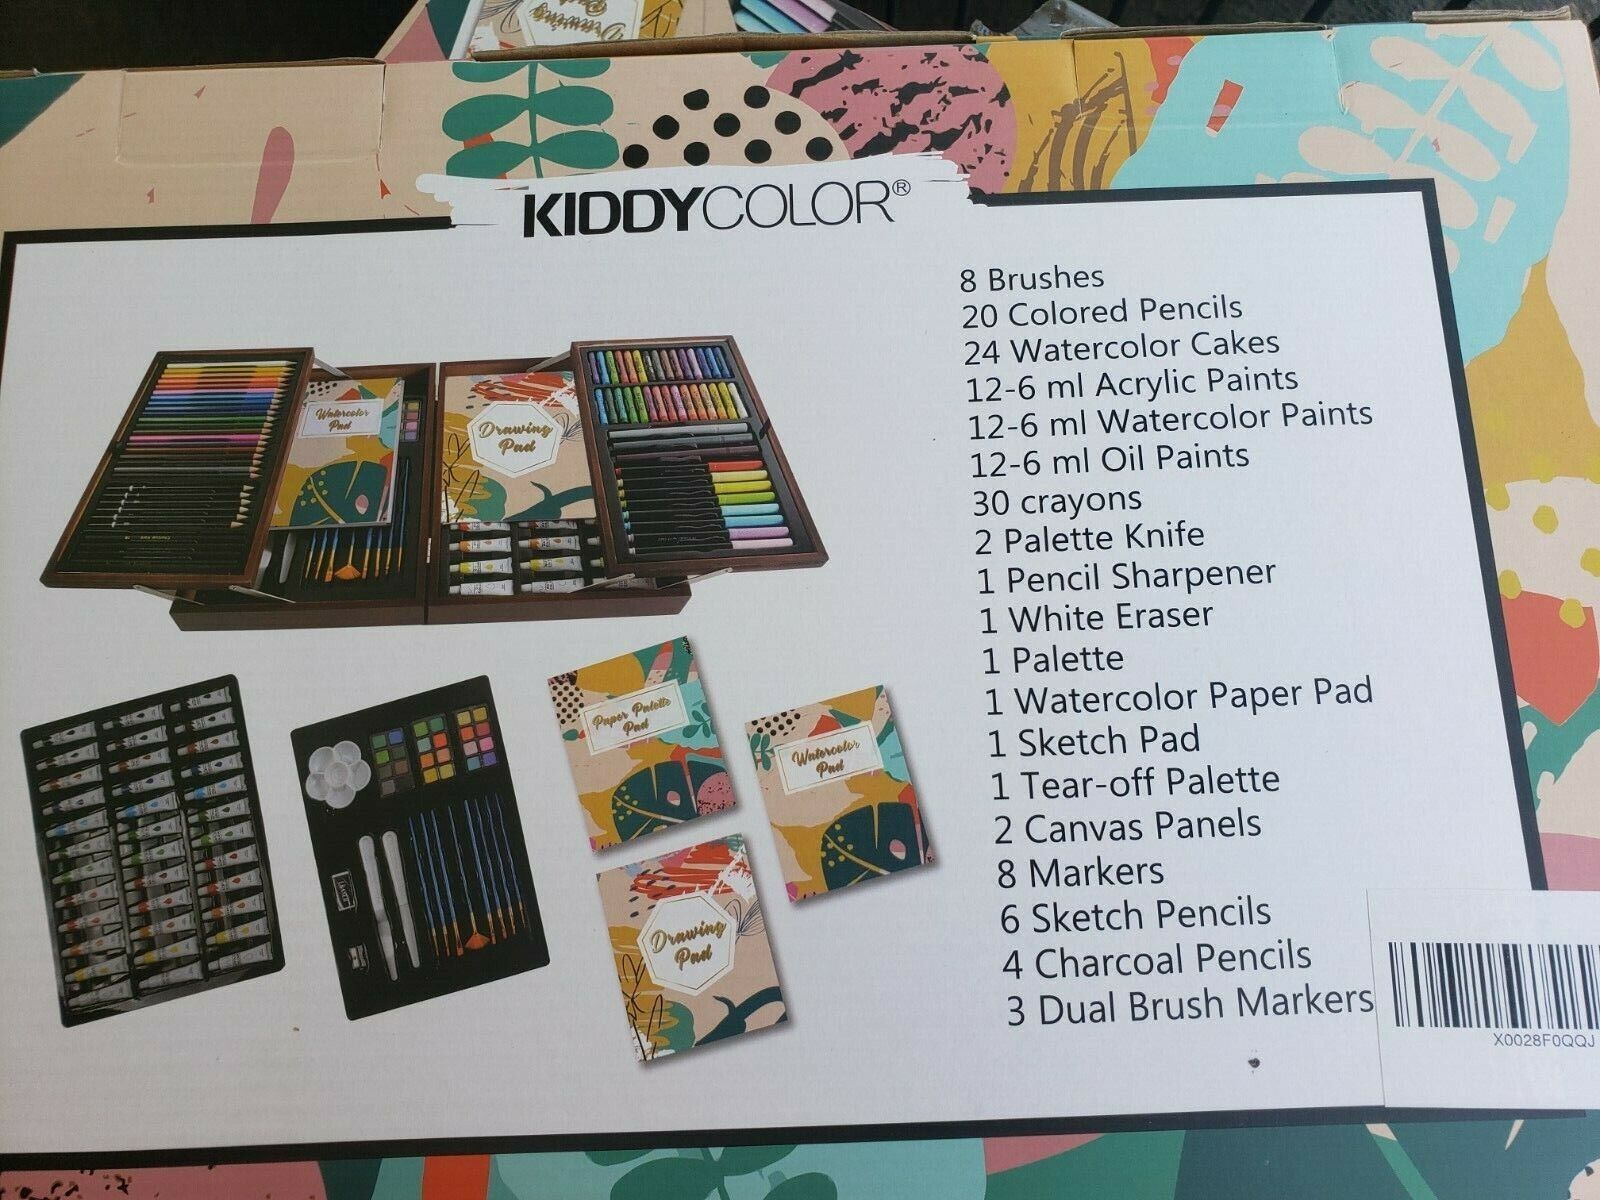 Drawing
KIDDYCOLOR®
8 Brushes
20 Colored Pencils
24 Watercolor Cakes
12-6 ml Acrylic Paints
12-6 ml Watercolor Paints
12-6 ml Oil Paints
30 crayons
2 Palette Knife
1 Pencil Sharpener
1 White Eraser
1 Palette
1 Watercolor Paper Pad
1 Sketch Pad
1 Tear-off Palette
2 Canvas Panels
8 Markers
6 Sketch Pencils
4 Charcoal Pencils
3 Dual Brush Markers
Watercolor
Pad
Drawing
Pad
Paper Palette
Pad
Watercolor
Pad
Drawing
Pad
X0028F0QQJ